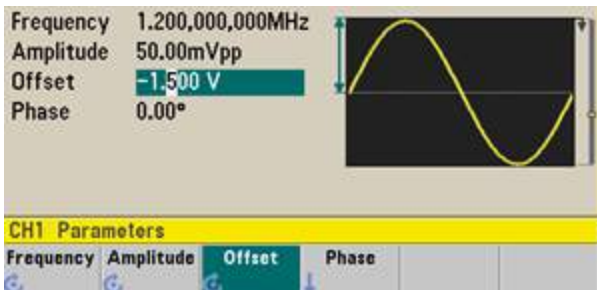 Frequency 1.200,000,000MHz
Amplitude 50.00mVpp
Offset -1.500 V
Phase 0.00°
CH1 Parameters
Frequency Amplitude Offset Phase